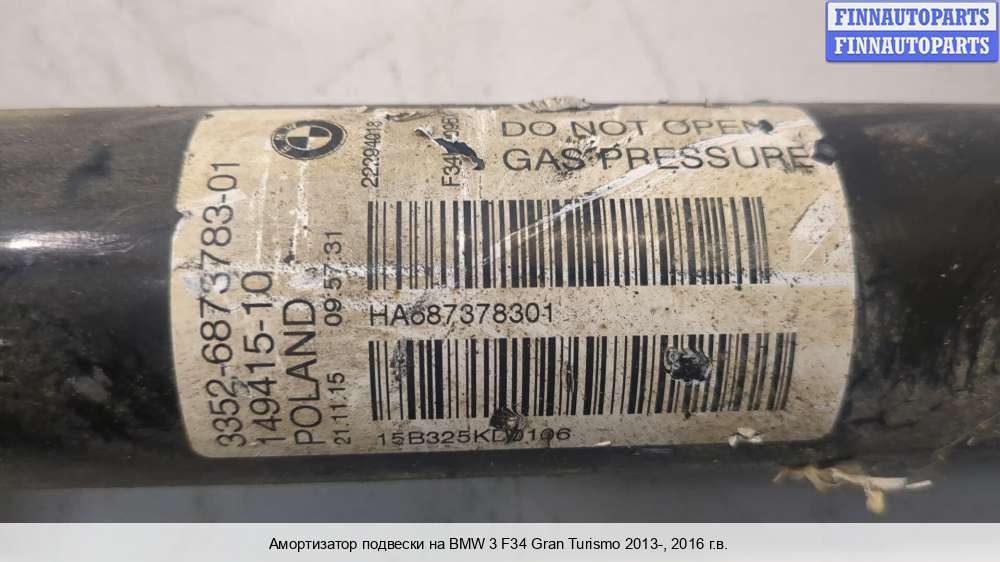 FINNAUTOPARTS
FINNAUTOPARTS
3352-6873783-01
149415-10
POLAND
21.11.15 09:57:31
DO NOT OPEN
GAS PRESSURE
HA687378301
15B325KD0106
Амортизатор подвески на BMW 3 F34 Gran Turismo 2013-, 2016 г.в.